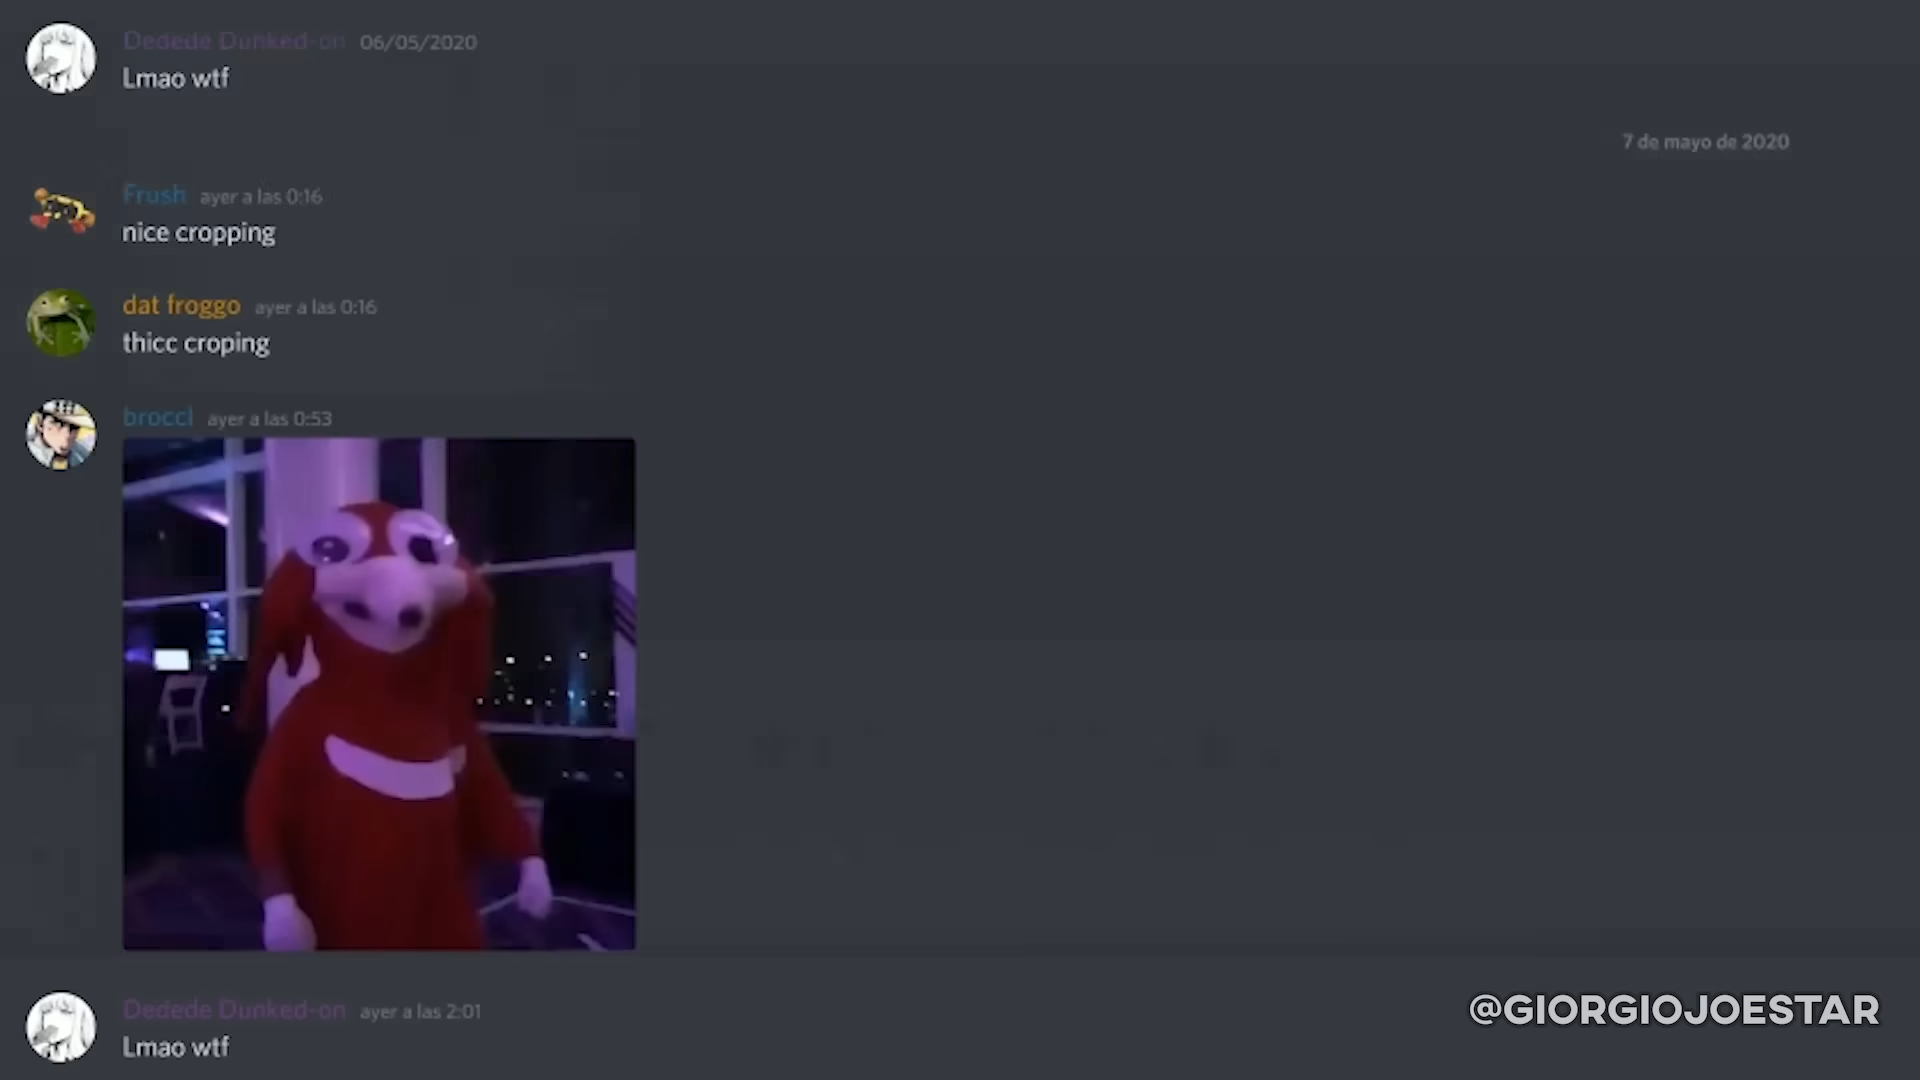 Dedede Dunked-on 06/05/2020
Lmao wtf
7 de mayo de 2020
Frush ayer a las 0:16
nice cropping
dat froggo ayer a las 0:16
thicc croping
broccl ayer a las 0:53
Dedede Dunked-on ayer a las 2:01
Lmao wtf
@GIORGIOJOESTAR